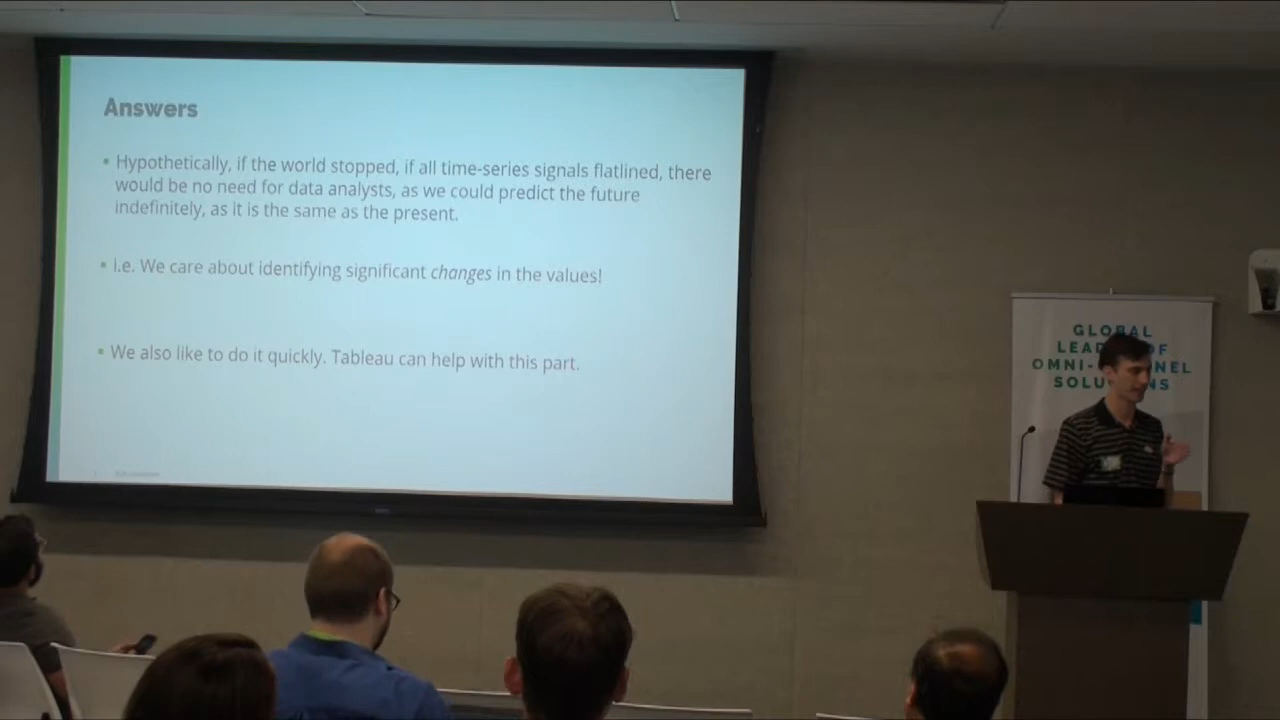 Answers
• Hypothetically, if the world stopped, if all time-series signals flatlined, there
would be no need for data analysts, as we could predict the future
indefinitely, as it is the same as the present.
• I.e. We care about identifying significant changes in the values!
• We also like to do it quickly. Tableau can help with this part.
GLOBAL
OF
OMNI-
SOLU